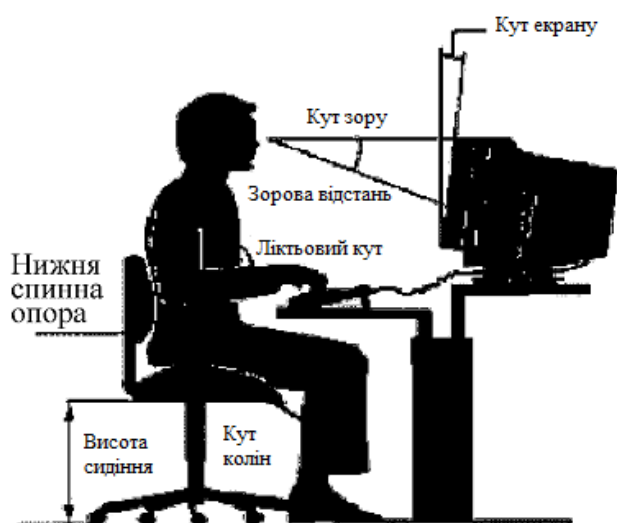 Кут екрану
Кут зору
Зорова відстань
Ліктьовий кут
Нижня
спинна
опора
Висота
сидіння
Кут
колін